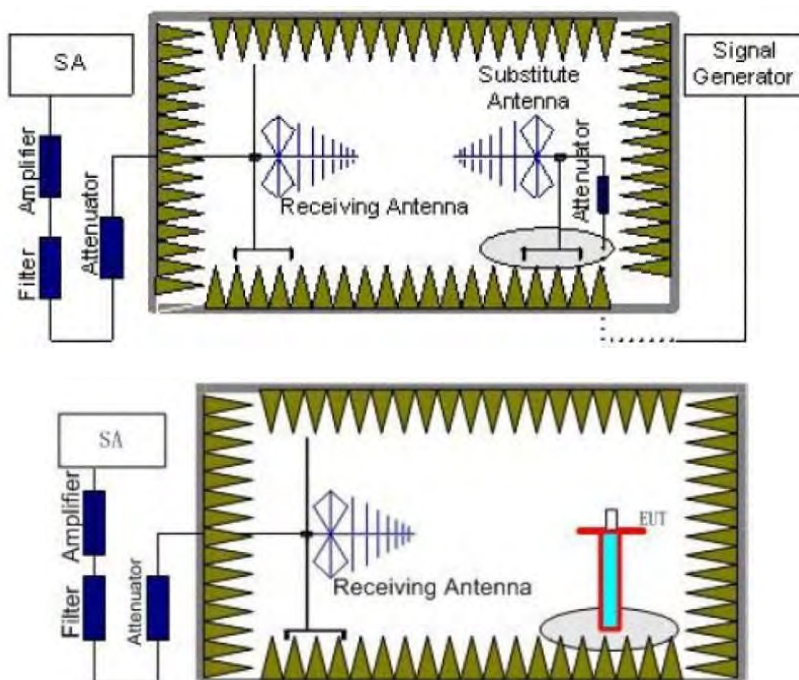 SA
Signal
Generator
Substitute
Antenna
Amplifier
Attenuator
Attenuator
Filter
Receiving Antenna
SA
Amplifier
EUT
Filter
Attenuator
Receiving Antenna